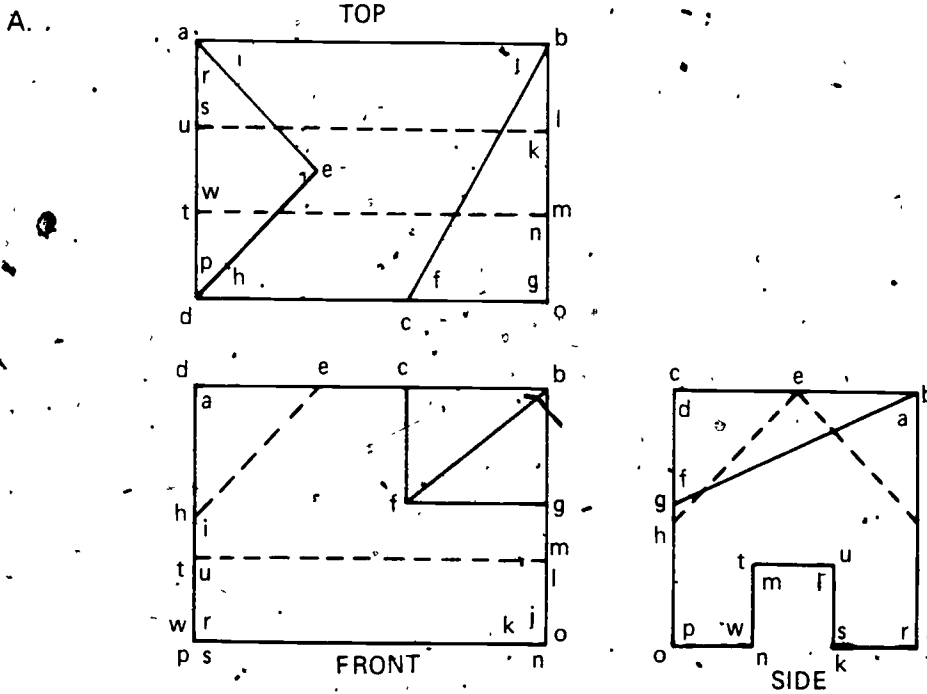 A.
TOP
a b
i j
r
s l
u k
e
w
t m
n
p h f g
d c o
d e c b
a
f g
h
i
m
t u l
w r k j o
p s n
FRONT
c e b
d a
f
g
h
t u
m l
p w s r
o n k
SIDE